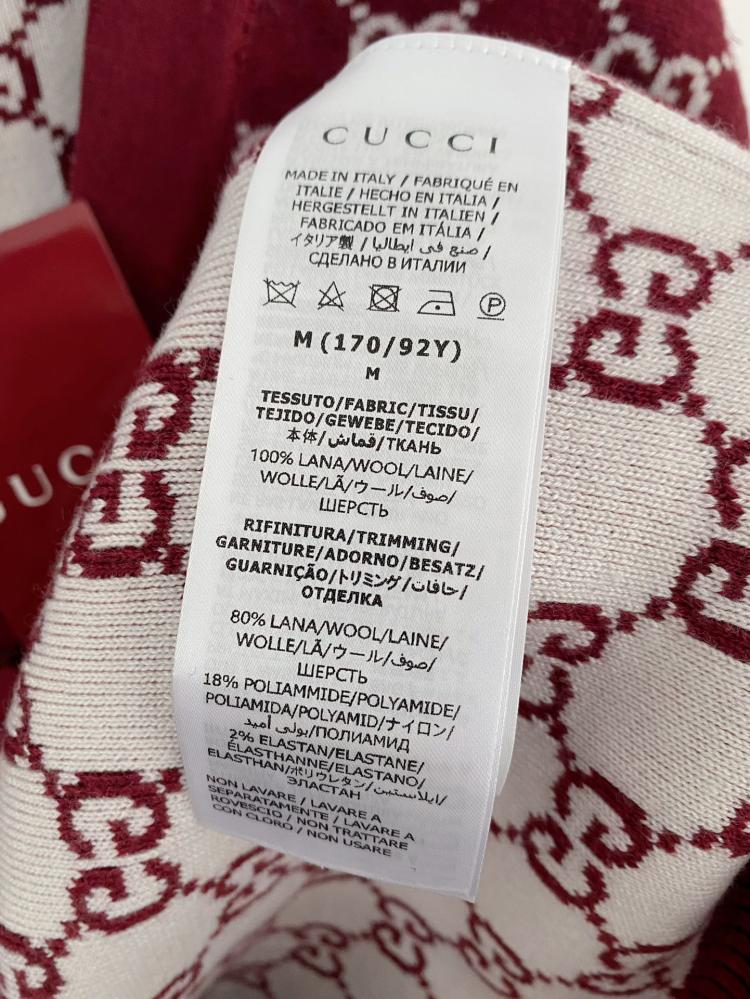 CUCCI
MADE IN ITALY / FABRIQUÉ EN
ITALIE / HECHO EN ITALIA /
HERGESTELLT IN ITALIEN /
FABRICADO EM ITÁLIA /
イタリア製 / صنع في ايطاليا /
СДЕЛАНО В ИТАЛИИ
P
M (170/92Y)
M
TESSUTO/FABRIC/TISSU/
TEJIDO/GEWEBE/TECIDO/
本体/قماش/ТКАНЬ
100% LANA/WOOL/LAINE/
WOLLE/LÃ/ウール/صوف/
ШЕРСТЬ
RIFINITURA/TRIMMING/
GARNITURE/ADORNO/BESATZ/
GUARNIÇÃO/トリミング/حافات/
ОТДЕЛКА
80% LANA/WOOL/LAINE/
WOLLE/LÃ/ウール/صوف/
ШЕРСТЬ
18% POLIAMMIDE/POLYAMIDE/
POLIAMIDA/POLYAMID/ナイロン/
بولي أميد/ПОЛИАМИД
2% ELASTAN/ELASTANE/
ÉLASTHANNE/ELASTANO/
ELASTHAN/ポリウレタン/إيلاستين/
ЭЛАСТАН
NON LAVARE / LAVARE A
SEPARATAMENTE / LAVARE A
ROVESCIO / NON TRATTARE
CON CLORO / NON USARE
GUC